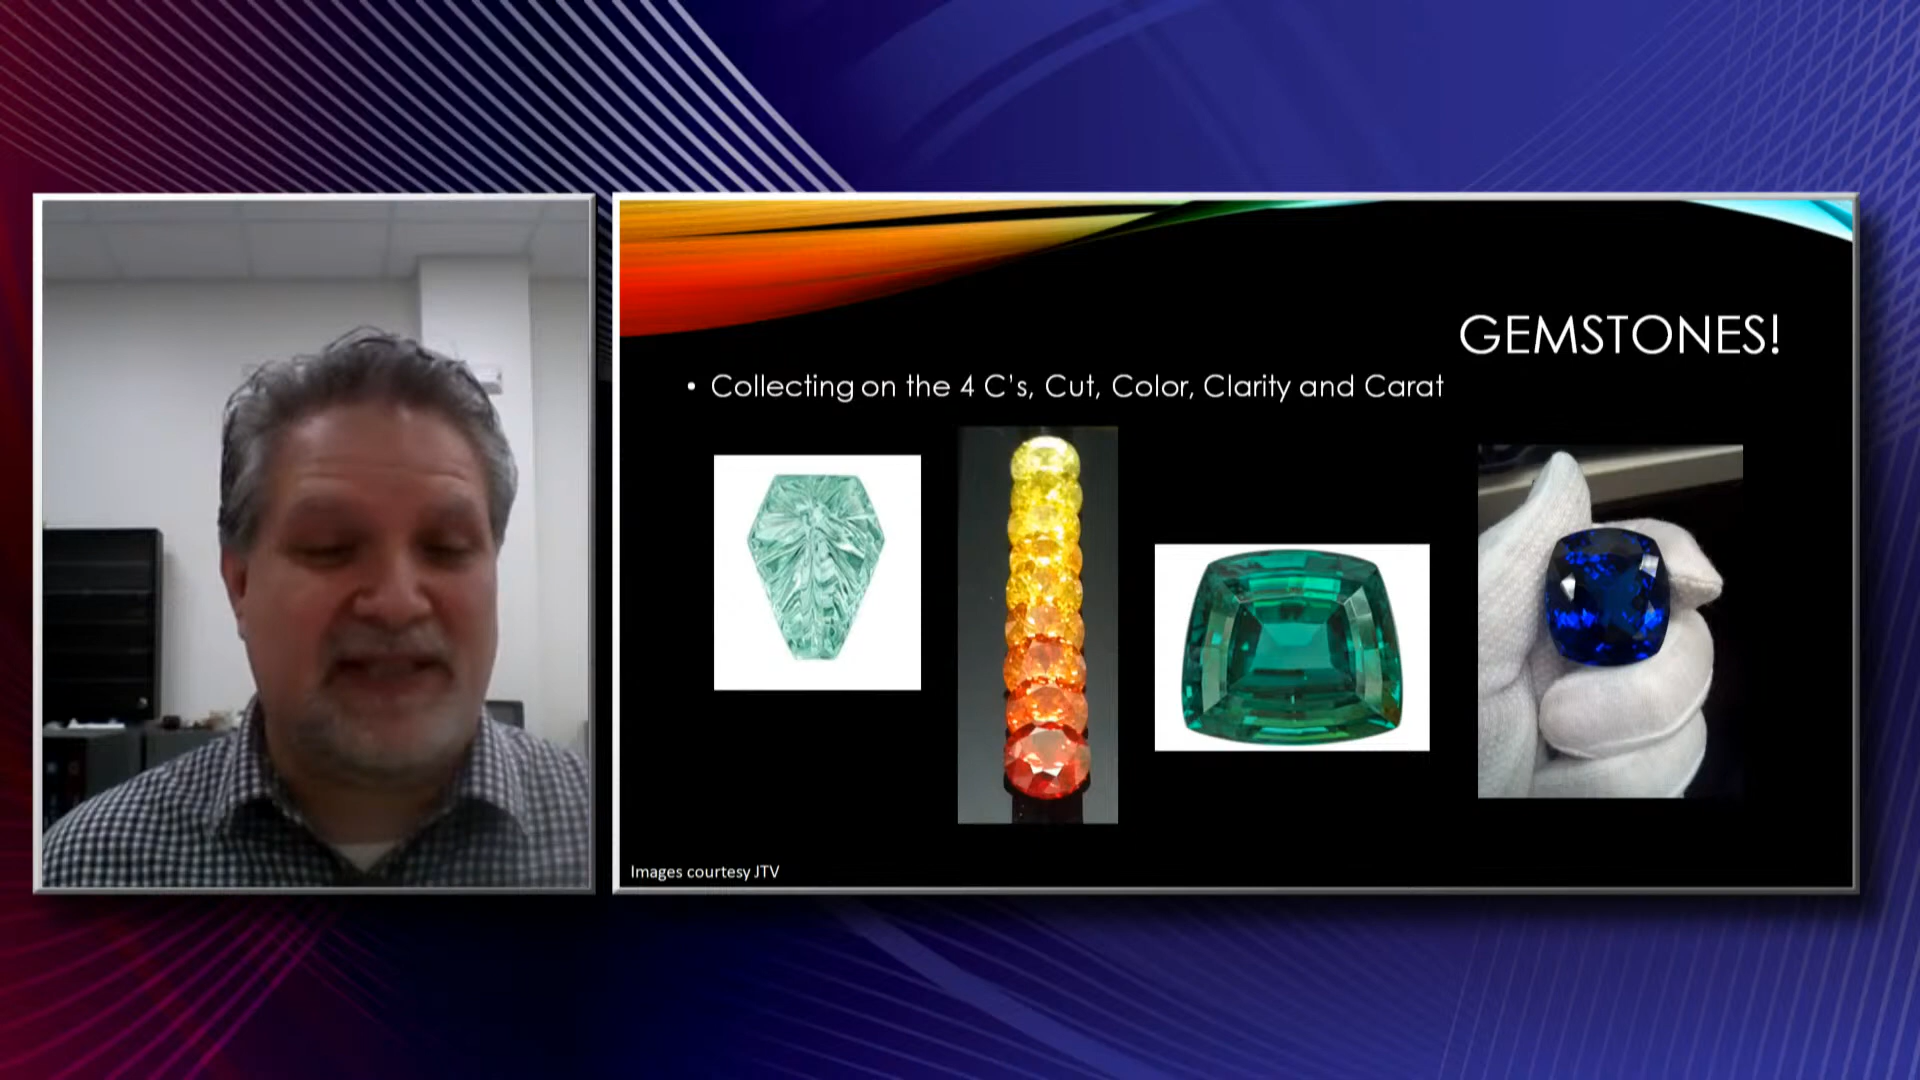 GEMSTONES!
• Collecting on the 4 C's, Cut, Color, Clarity and Carat
Images courtesy JTV